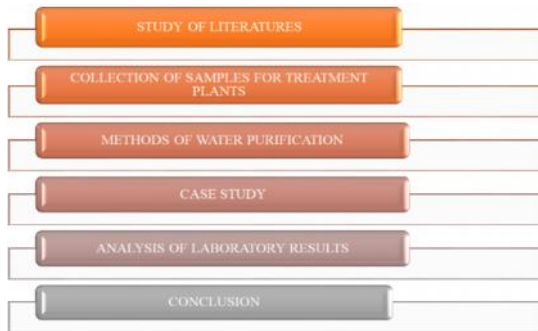 STUDY OF LITERATURES
COLLECTION OF SAMPLES FOR TREATMENT
PLANTS
METHODS OF WATER PURIFICATION
CASE STUDY
ANALYSIS OF LABORATORY RESULTS
CONCLUSION